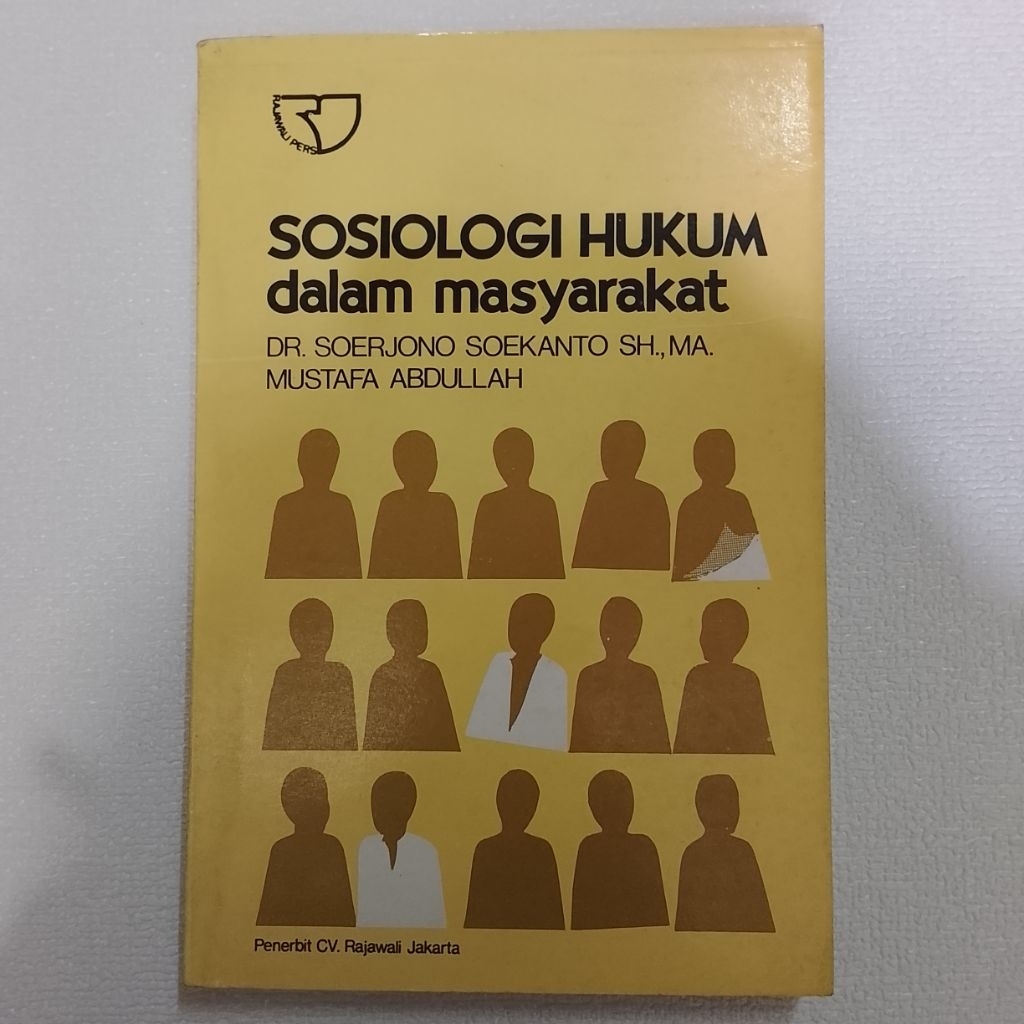 RAJAWALI PERS
SOSIOLOGI HUKUM
dalam masyarakat
DR. SOERJONO SOEKANTO SH., MA.
MUSTAFA ABDULLAH
Penerbit CV. Rajawali Jakarta